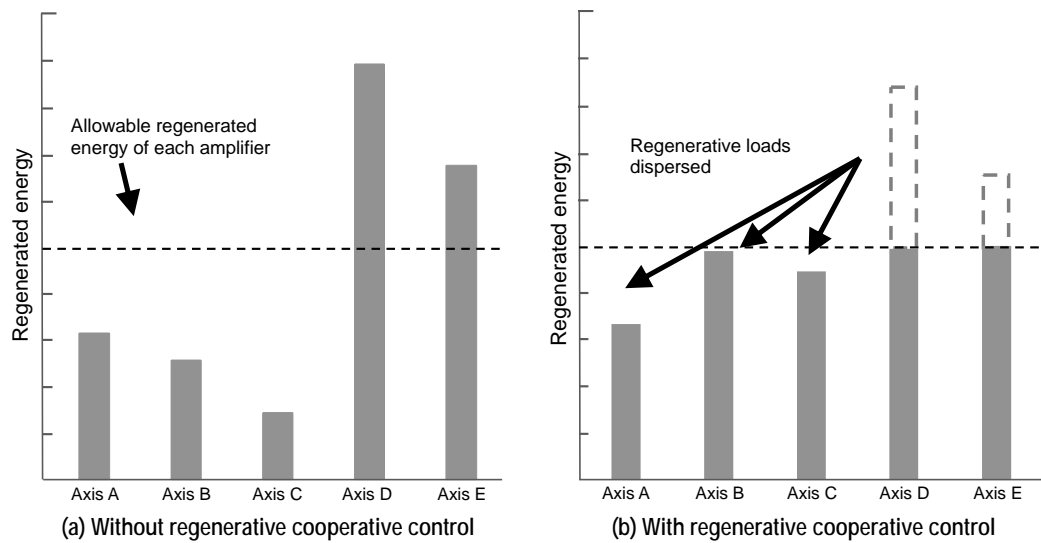 Regenerated energy
Allowable regenerated
energy of each amplifier
Axis A
Axis B
Axis C
Axis D
Axis E
(a) Without regenerative cooperative control
Regenerated energy
Regenerative loads
dispersed
Axis A
Axis B
Axis C
Axis D
Axis E
(b) With regenerative cooperative control